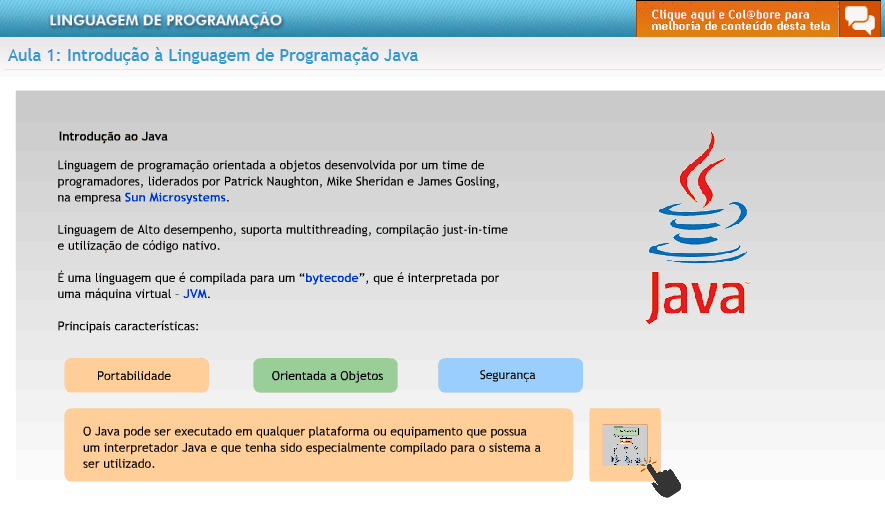 LINGUAGEM DE PROGRAMAÇÃO
Clique aqui e Col@bore para
melhoria de conteúdo desta tela
Aula 1: Introdução à Linguagem de Programação Java
Introdução ao Java
Linguagem de programação orientada a objetos desenvolvida por um time de
programadores, liderados por Patrick Naughton, Mike Sheridan e James Gosling,
na empresa Sun Microsystems.
Linguagem de Alto desempenho, suporta multithreading, compilação just-in-time
e utilização de código nativo.
É uma linguagem que é compilada para um “bytecode”, que é interpretada por
uma máquina virtual – JVM.
Principais características:
Java
Portabilidade
Orientada a Objetos
Segurança
O Java pode ser executado em qualquer plataforma ou equipamento que possua
um interpretador Java e que tenha sido especialmente compilado para o sistema a
ser utilizado.